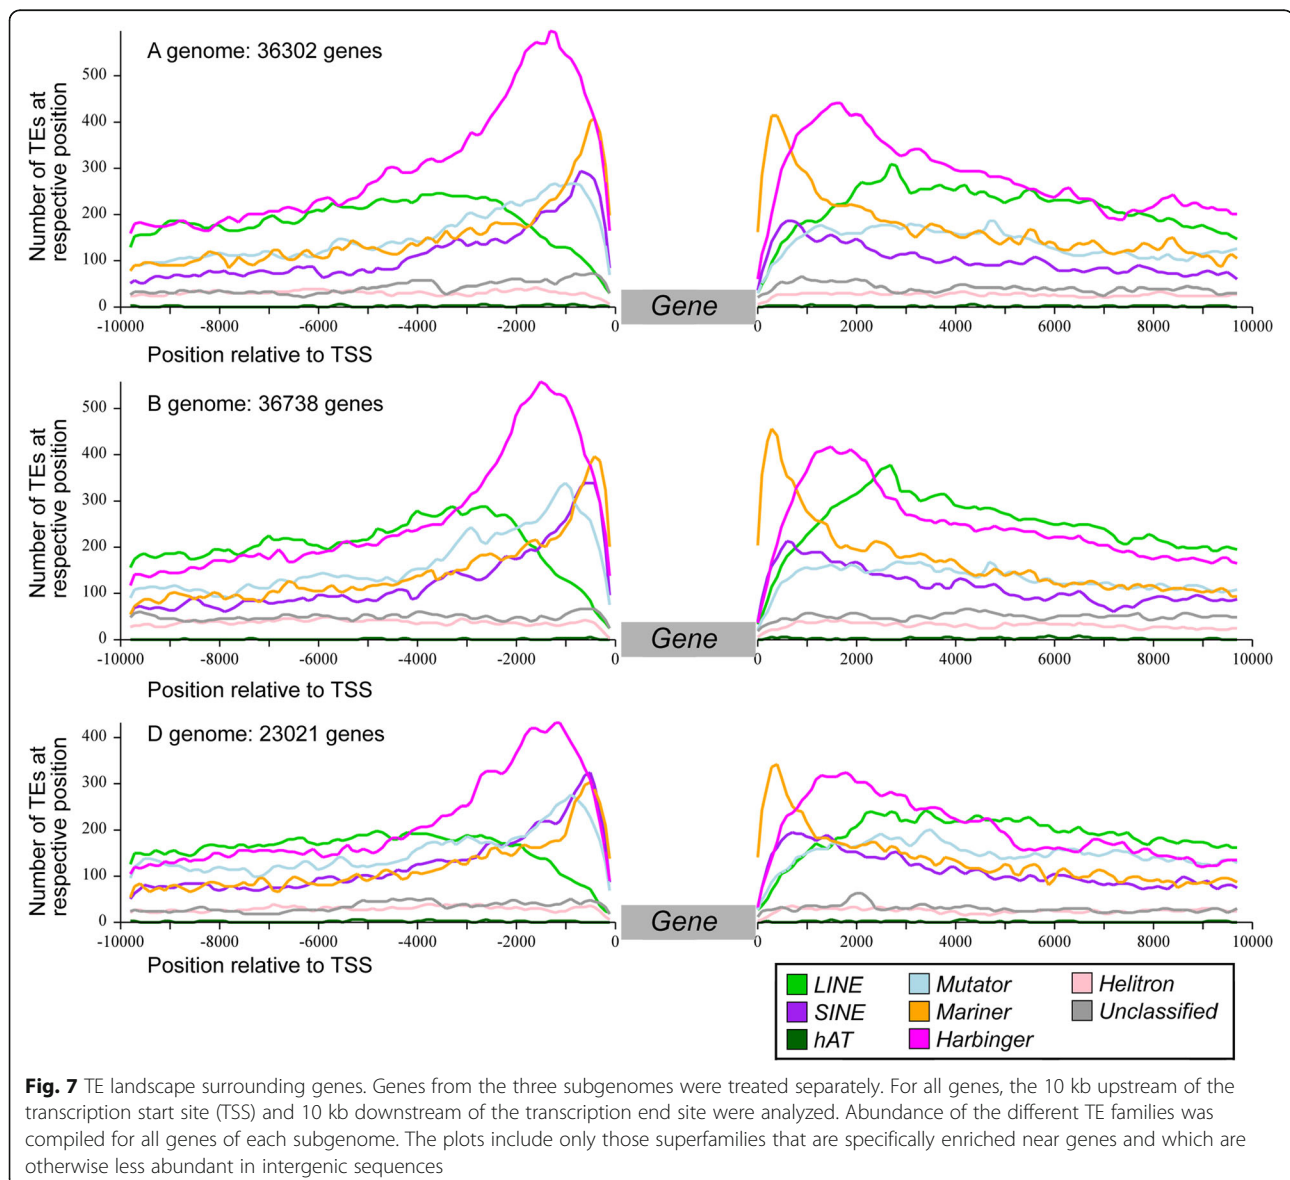 A genome: 36302 genes
Number of TEs at
respective position
500
400
300
200
100
0
-10000 -8000 -6000 -4000 -2000 0
Gene
0 2000 4000 6000 8000 10000
Position relative to TSS
B genome: 36738 genes
Number of TEs at
respective position
500
400
300
200
100
0
-10000 -8000 -6000 -4000 -2000 0
Gene
0 2000 4000 6000 8000 10000
Position relative to TSS
D genome: 23021 genes
Number of TEs at
respective position
400
300
200
100
0
-10000 -8000 -6000 -4000 -2000 0
Gene
0 2000 4000 6000 8000 10000
Position relative to TSS
LINE Mutator Helitron
SINE Mariner Unclassified
hAT Harbinger
Fig. 7 TE landscape surrounding genes. Genes from the three subgenomes were treated separately. For all genes, the 10 kb upstream of the
transcription start site (TSS) and 10 kb downstream of the transcription end site were analyzed. Abundance of the different TE families was
compiled for all genes of each subgenome. The plots include only those superfamilies that are specifically enriched near genes and which are
otherwise less abundant in intergenic sequences